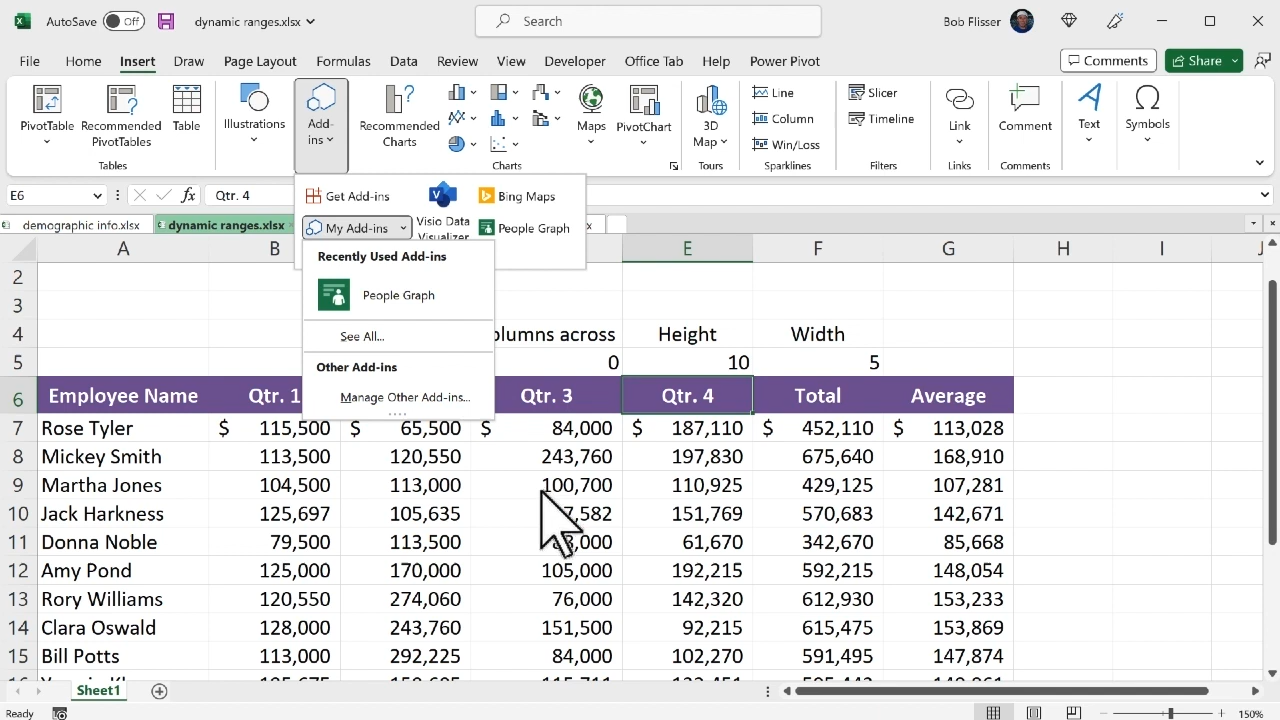 AutoSave Off dynamic ranges.xlsx Search Bob Flisser
File Home Insert Draw Page Layout Formulas Data Review View Developer Office Tab Help Power Pivot Comments Share
PivotTable Recommended PivotTables Table Illustrations Add-ins Recommended Charts Maps PivotChart 3D Map Line Column Win/Loss Slicer Timeline Link Comment Text Symbols
Tables Charts Tours Sparklines Filters Links Comments
E6 fx Qtr. 4
Get Add-ins Visio Data Visualizer Bing Maps
My Add-ins People Graph
demographic info.xlsx dynamic ranges.xlsx
Recently Used Add-ins
People Graph
See All...
Other Add-ins
Manage Other Add-ins...
A B E F G H I J
2
3
4 across Height Width
5 0 10 5
6 Employee Name Qtr. 1 Qtr. 3 Qtr. 4 Total Average
7 Rose Tyler $ 115,500 $ 65,500 $ 84,000 $ 187,110 $ 452,110 $ 113,028
8 Mickey Smith 113,500 120,550 243,760 197,830 675,640 168,910
9 Martha Jones 104,500 113,000 100,700 110,925 429,125 107,281
10 Jack Harkness 125,697 105,635 7,582 151,769 570,683 142,671
11 Donna Noble 79,500 113,500 ,000 61,670 342,670 85,668
12 Amy Pond 125,000 170,000 105,000 192,215 592,215 148,054
13 Rory Williams 120,550 274,060 76,000 142,320 612,930 153,233
14 Clara Oswald 128,000 243,760 151,500 92,215 615,475 153,869
15 Bill Potts 113,000 292,225 84,000 102,270 591,495 147,874
Sheet1
Ready 150%